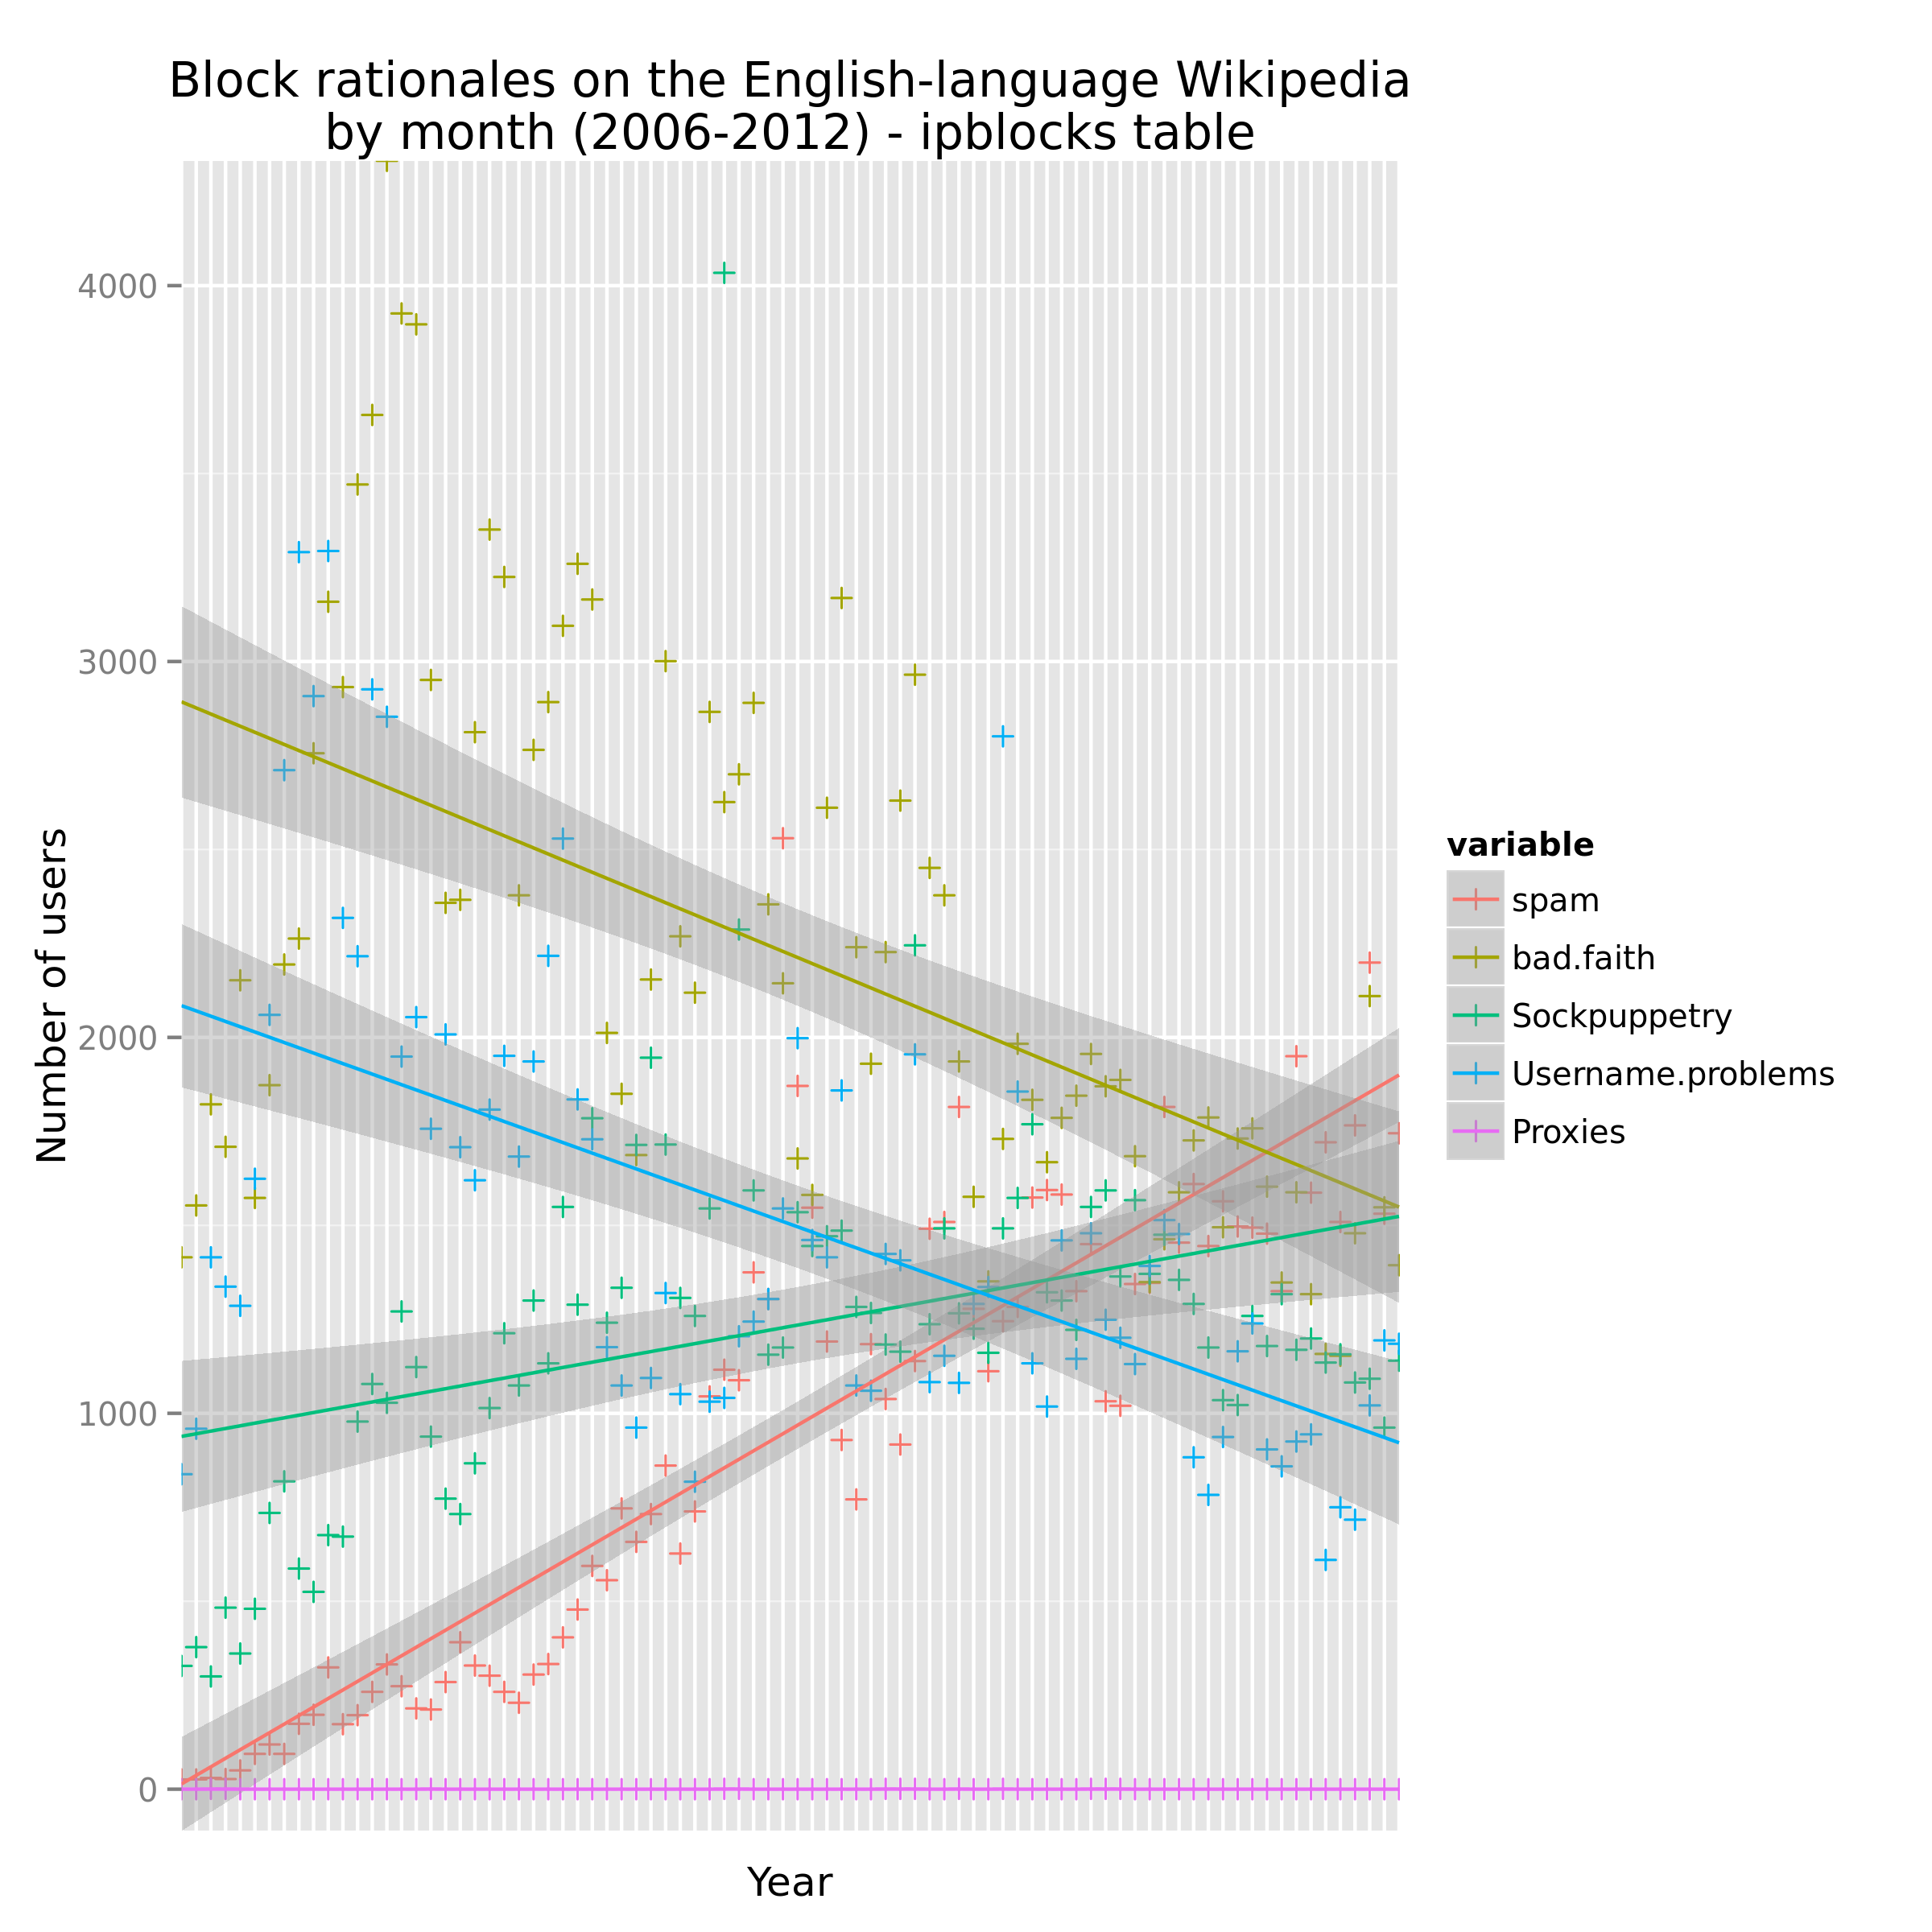 Block rationales on the English-language Wikipedia
by month (2006-2012) - ipblocks table
4000
3000
2000
1000
0
Number of users
Year
variable
spam
bad.faith
Sockpuppetry
Username.problems
Proxies